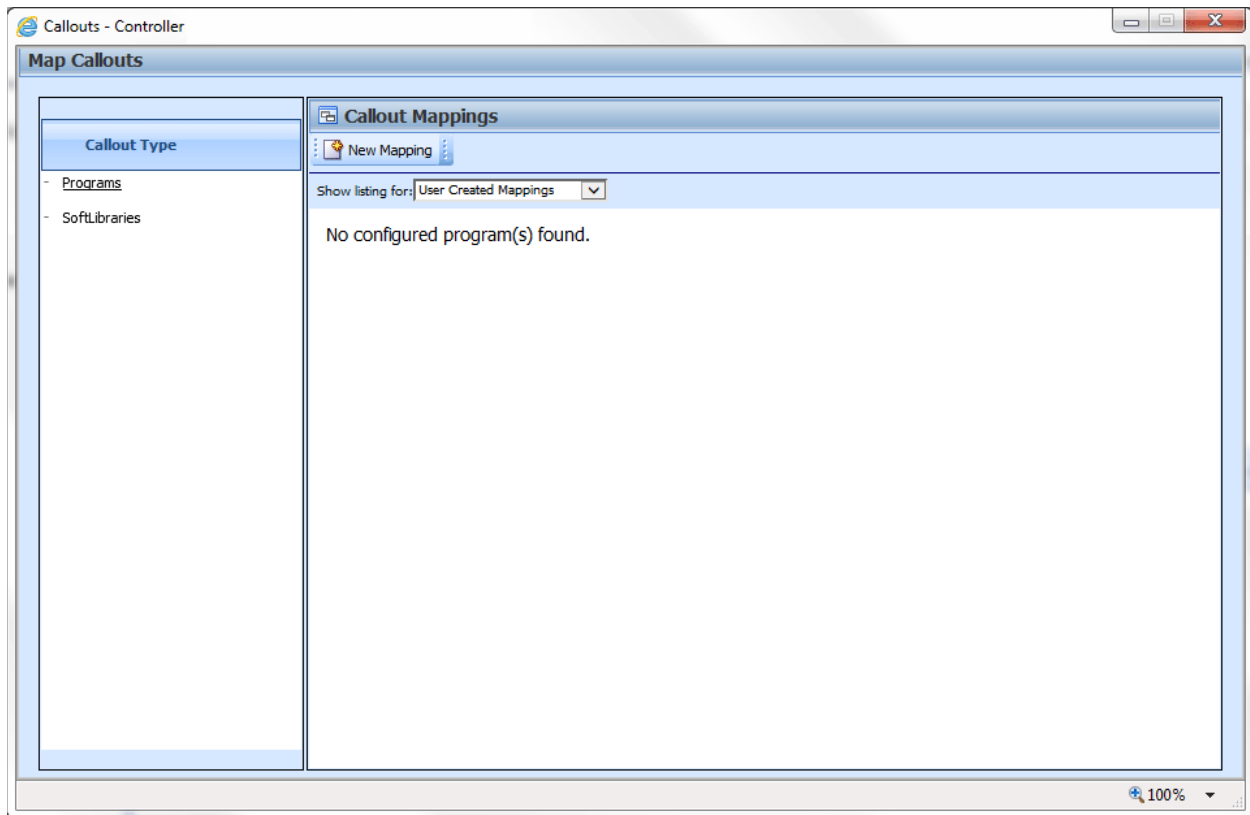 Callouts - Controller
Map Callouts
Callout Type
- Programs
- SoftLibraries
Callout Mappings
New Mapping
Show listing for: User Created Mappings
No configured program(s) found.
100%